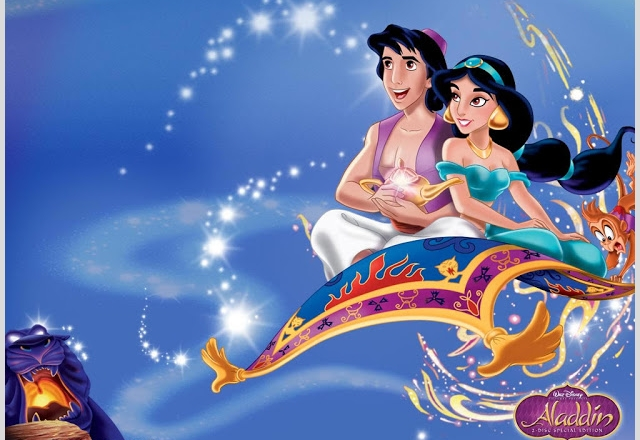 Walt Disney
Aladdin
2-DISC SPECIAL EDITION